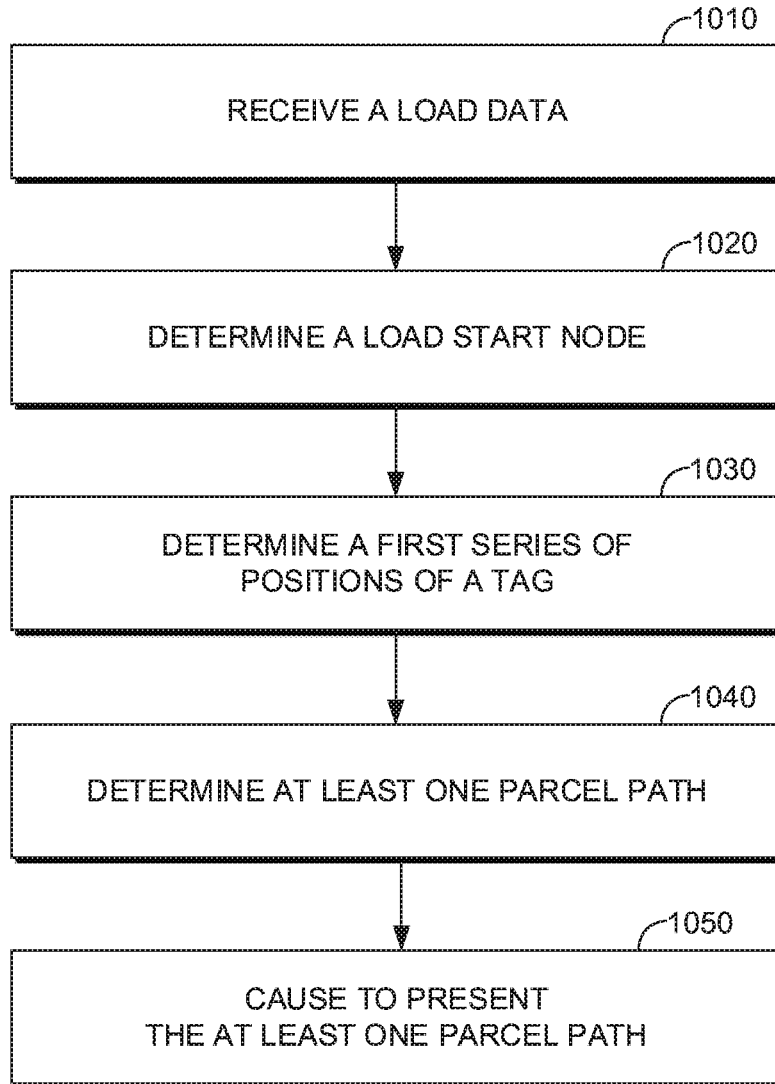 1010
RECEIVE A LOAD DATA
1020
DETERMINE A LOAD START NODE
1030
DETERMINE A FIRST SERIES OF
POSITIONS OF A TAG
1040
DETERMINE AT LEAST ONE PARCEL PATH
1050
CAUSE TO PRESENT
THE AT LEAST ONE PARCEL PATH